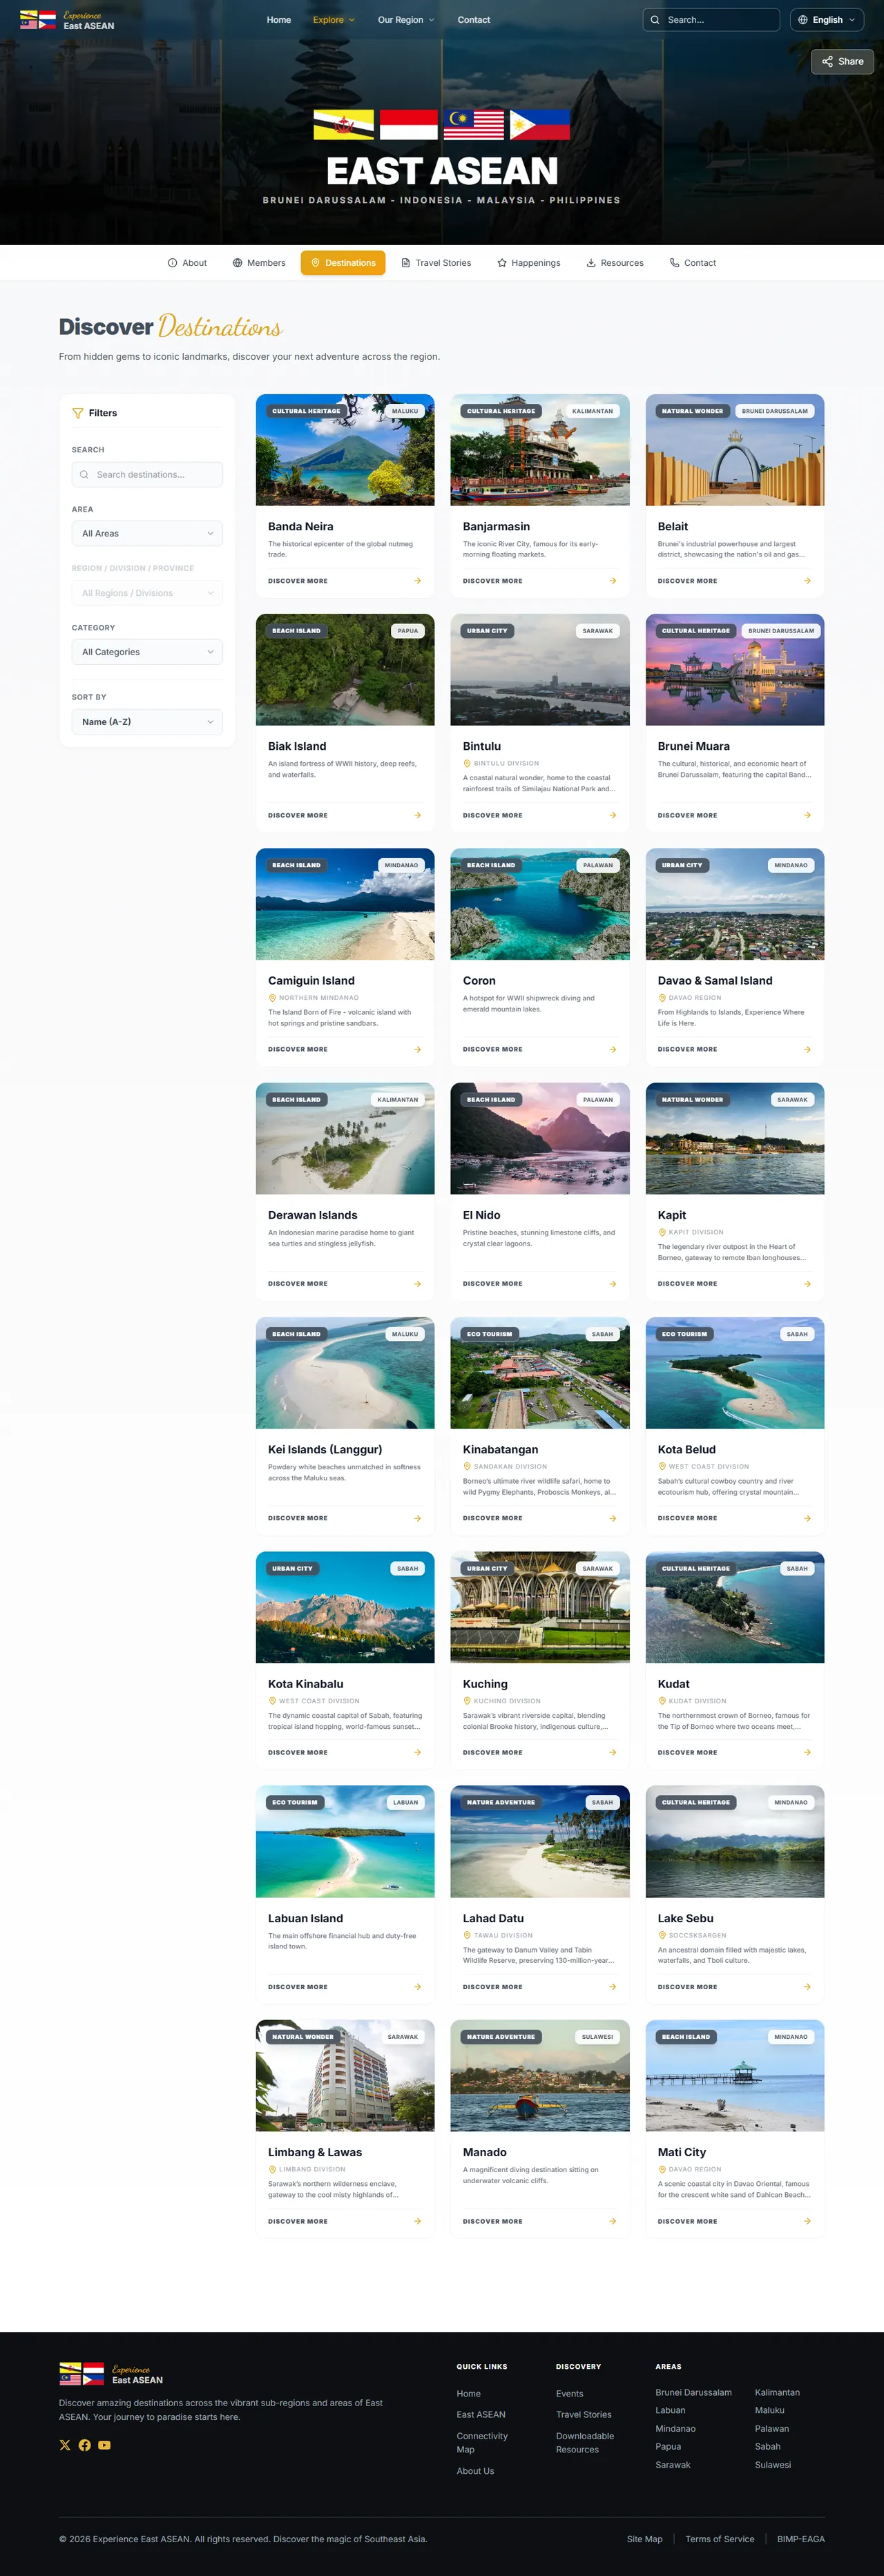 Experience
East ASEAN
Home
Explore
Our Region
Contact
Search...
English
Share
EAST ASEAN
BRUNEI DARUSSALAM - INDONESIA - MALAYSIA - PHILIPPINES
About
Members
Destinations
Travel Stories
Happenings
Resources
Contact
Discover Destinations
From hidden gems to iconic landmarks, discover your next adventure across the region.
Filters
SEARCH
Search destinations...
AREA
All Areas
REGION / DIVISION / PROVINCE
All Regions / Divisions
CATEGORY
All Categories
SORT BY
Name (A-Z)
CULTURAL HERITAGE
MALUKU
Banda Neira
The historical epicenter of the global nutmeg
trade.
DISCOVER MORE
CULTURAL HERITAGE
KALIMANTAN
Banjarmasin
The iconic River City, famous for its early-
morning floating markets.
DISCOVER MORE
NATURAL WONDER
BRUNEI DARUSSALAM
Belait
Brunei's industrial powerhouse and largest
district, showcasing the nation's oil and gas...
DISCOVER MORE
BEACH ISLAND
PAPUA
Biak Island
An island fortress of WWII history, deep reefs,
and waterfalls.
DISCOVER MORE
URBAN CITY
SARAWAK
Bintulu
BINTULU DIVISION
A coastal natural wonder, home to the coastal
rainforest trails of Similajau National Park and...
DISCOVER MORE
CULTURAL HERITAGE
BRUNEI DARUSSALAM
Brunei Muara
The cultural, historical, and economic heart of
Brunei Darussalam, featuring the capital Band...
DISCOVER MORE
BEACH ISLAND
MINDANAO
Camiguin Island
NORTHERN MINDANAO
The Island Born of Fire - volcanic island with
hot springs and pristine sandbars.
DISCOVER MORE
BEACH ISLAND
PALAWAN
Coron
A hotspot for WWII shipwreck diving and
emerald mountain lakes.
DISCOVER MORE
URBAN CITY
MINDANAO
Davao & Samal Island
DAVAO REGION
From Highlands to Islands, Experience Where
Life is Here.
DISCOVER MORE
BEACH ISLAND
KALIMANTAN
Derawan Islands
An Indonesian marine paradise home to giant
sea turtles and stingless jellyfish.
DISCOVER MORE
BEACH ISLAND
PALAWAN
El Nido
Pristine beaches, stunning limestone cliffs, and
crystal clear lagoons.
DISCOVER MORE
NATURAL WONDER
SARAWAK
Kapit
KAPIT DIVISION
The legendary river outpost in the Heart of
Borneo, gateway to remote Iban longhouses...
DISCOVER MORE
BEACH ISLAND
MALUKU
Kei Islands (Langgur)
Powdery white beaches unmatched in softness
across the Maluku seas.
DISCOVER MORE
ECO TOURISM
SABAH
Kinabatangan
SANDAKAN DIVISION
Borneo's ultimate river wildlife safari, home to
wild Pygmy Elephants, Proboscis Monkeys, al...
DISCOVER MORE
ECO TOURISM
SABAH
Kota Belud
WEST COAST DIVISION
Sabah's cultural cowboy country and river
ecotourism hub, offering crystal mountain...
DISCOVER MORE
URBAN CITY
SABAH
Kota Kinabalu
WEST COAST DIVISION
The dynamic coastal capital of Sabah, featuring
tropical island hopping, world-famous sunset...
DISCOVER MORE
URBAN CITY
SARAWAK
Kuching
KUCHING DIVISION
Sarawak's vibrant riverside capital, blending
colonial Brooke history, indigenous culture,...
DISCOVER MORE
CULTURAL HERITAGE
SABAH
Kudat
KUDAT DIVISION
The northernmost crown of Borneo, famous for
the Tip of Borneo where two oceans meet,...
DISCOVER MORE
ECO TOURISM
LABUAN
Labuan Island
The main offshore financial hub and duty-free
island town.
DISCOVER MORE
NATURE ADVENTURE
SABAH
Lahad Datu
TAWAU DIVISION
The gateway to Danum Valley and Tabin
Wildlife Reserve, preserving 130-million-year...
DISCOVER MORE
CULTURAL HERITAGE
MINDANAO
Lake Sebu
SOCCSKSARGEN
An ancestral domain filled with majestic lakes,
waterfalls, and Tboli culture.
DISCOVER MORE
NATURAL WONDER
SARAWAK
Limbang & Lawas
LIMBANG DIVISION
Sarawak's northern wilderness enclave,
gateway to the cool misty highlands of...
DISCOVER MORE
NATURE ADVENTURE
SULAWESI
Manado
A magnificent diving destination sitting on
underwater volcanic cliffs.
DISCOVER MORE
BEACH ISLAND
MINDANAO
Mati City
DAVAO REGION
A scenic coastal city in Davao Oriental, famous
for the crescent white sand of Dahican Beach...
DISCOVER MORE
Experience
East ASEAN
Discover amazing destinations across the vibrant sub-regions and areas of East
ASEAN. Your journey to paradise starts here.
QUICK LINKS
Home
East ASEAN
Connectivity
Map
About Us
DISCOVERY
Events
Travel Stories
Downloadable
Resources
AREAS
Brunei Darussalam
Kalimantan
Labuan
Maluku
Mindanao
Palawan
Papua
Sabah
Sarawak
Sulawesi
© 2026 Experience East ASEAN. All rights reserved. Discover the magic of Southeast Asia.
Site Map
Terms of Service
BIMP-EAGA